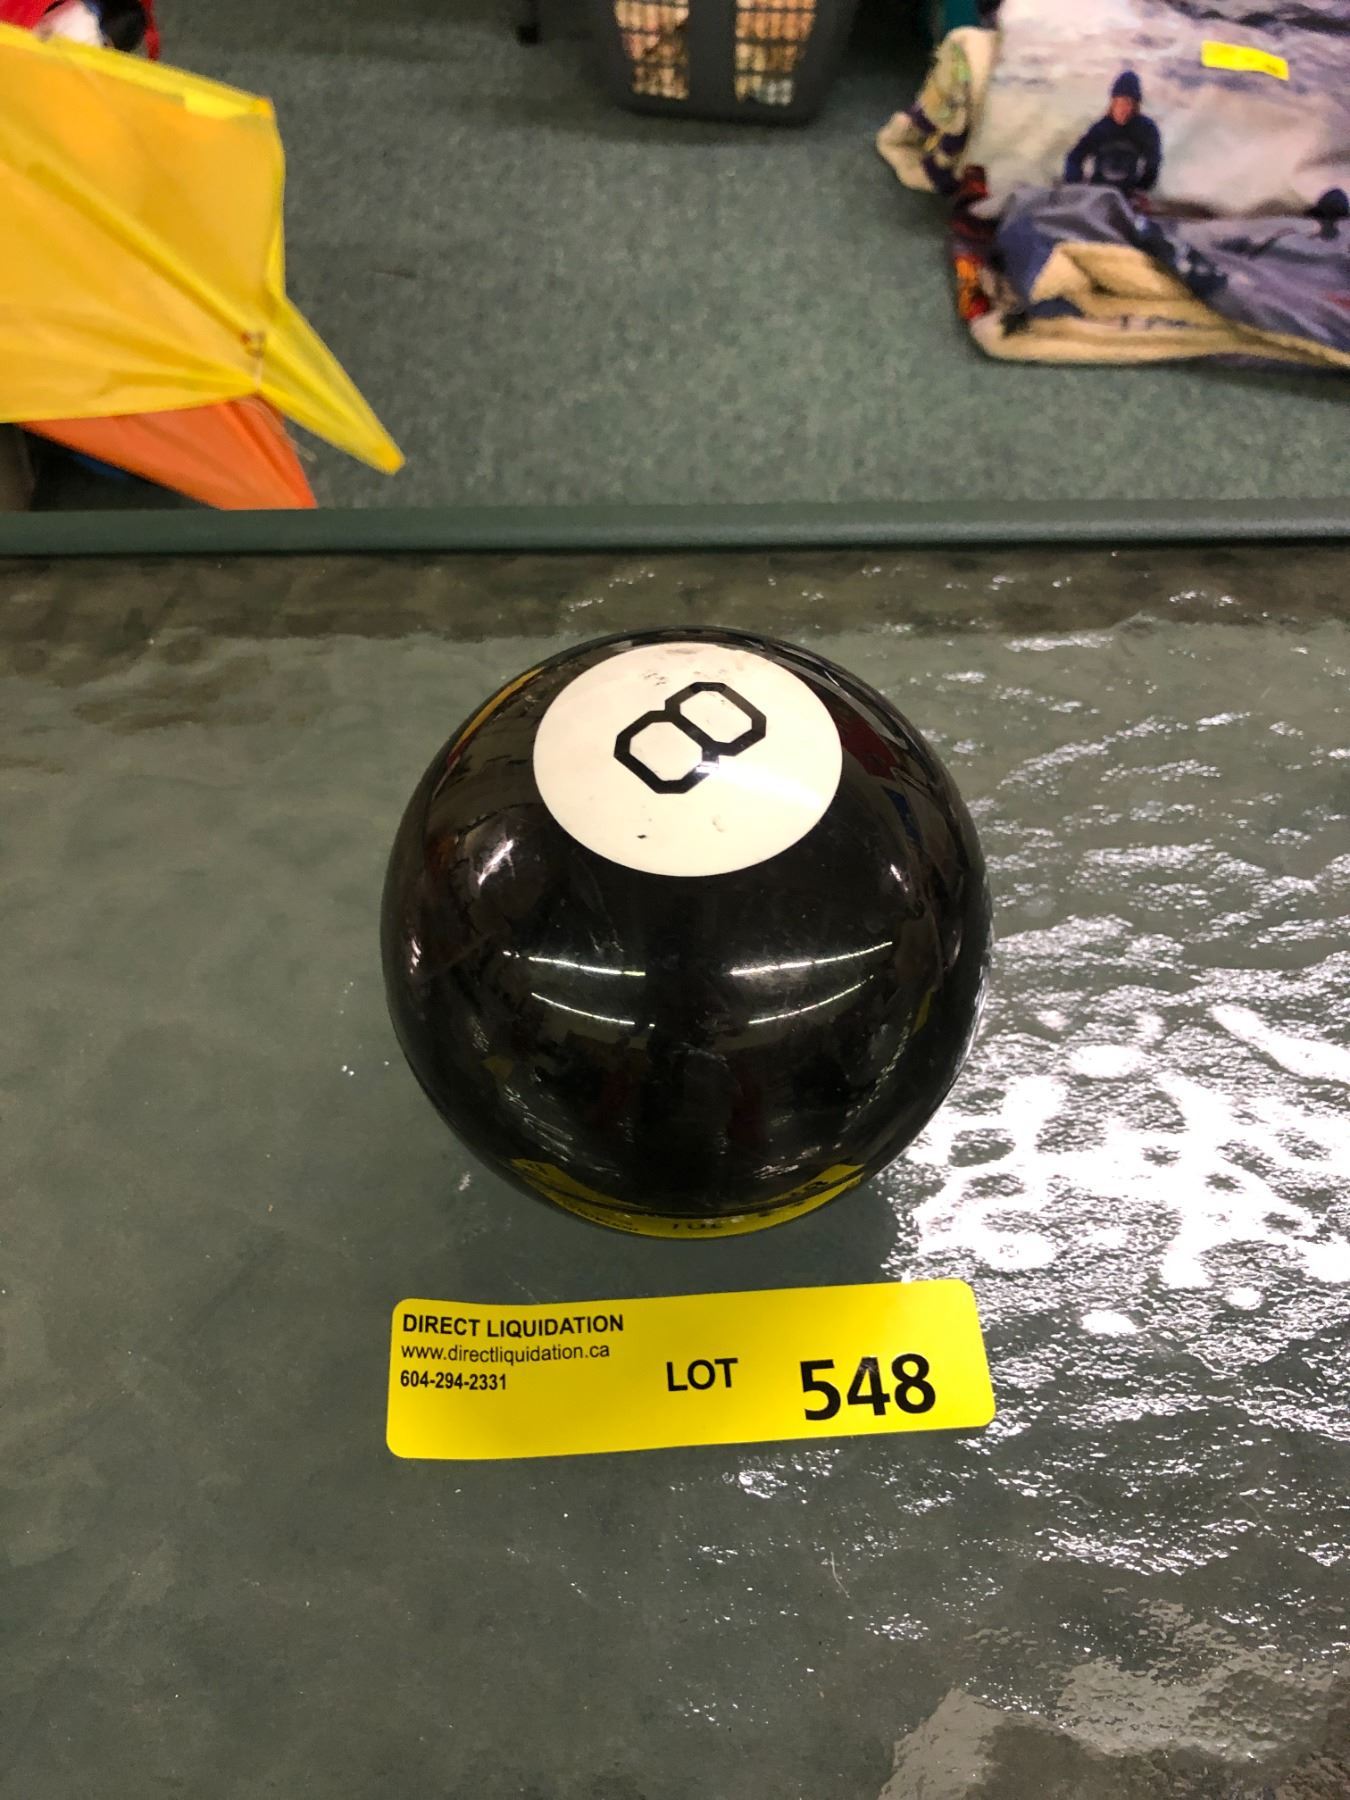 8
DIRECT LIQUIDATION
www.directliquidation.ca
604-294-2331
LOT 548